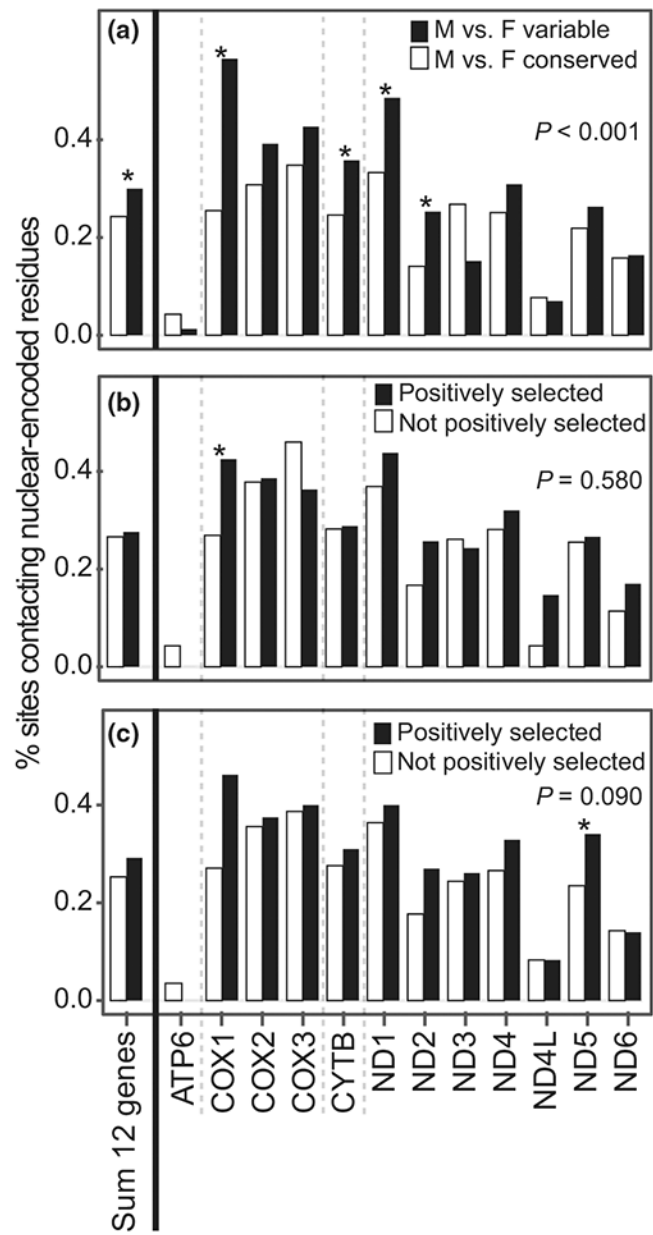 % sites contacting nuclear-encoded residues
(a)
M vs. F variable
M vs. F conserved
P < 0.001
0.4
0.2
0.0
*
*
*
*
*
(b)
Positively selected
Not positively selected
P = 0.580
0.4
0.2
0.0
*
(c)
Positively selected
Not positively selected
P = 0.090
0.4
0.2
0.0
*
Sum 12 genes
ATP6
COX1
COX2
COX3
CYTB
ND1
ND2
ND3
ND4
ND4L
ND5
ND6